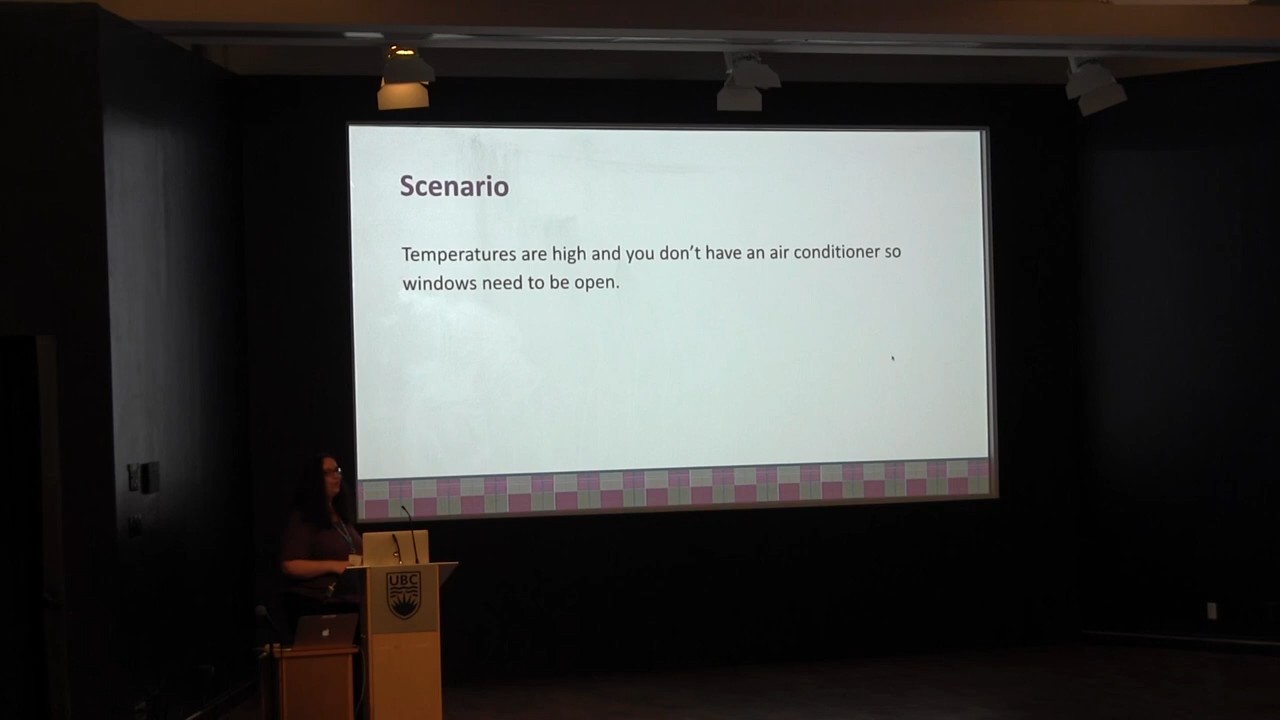 Scenario
Temperatures are high and you don't have an air conditioner so
windows need to be open.
UBC